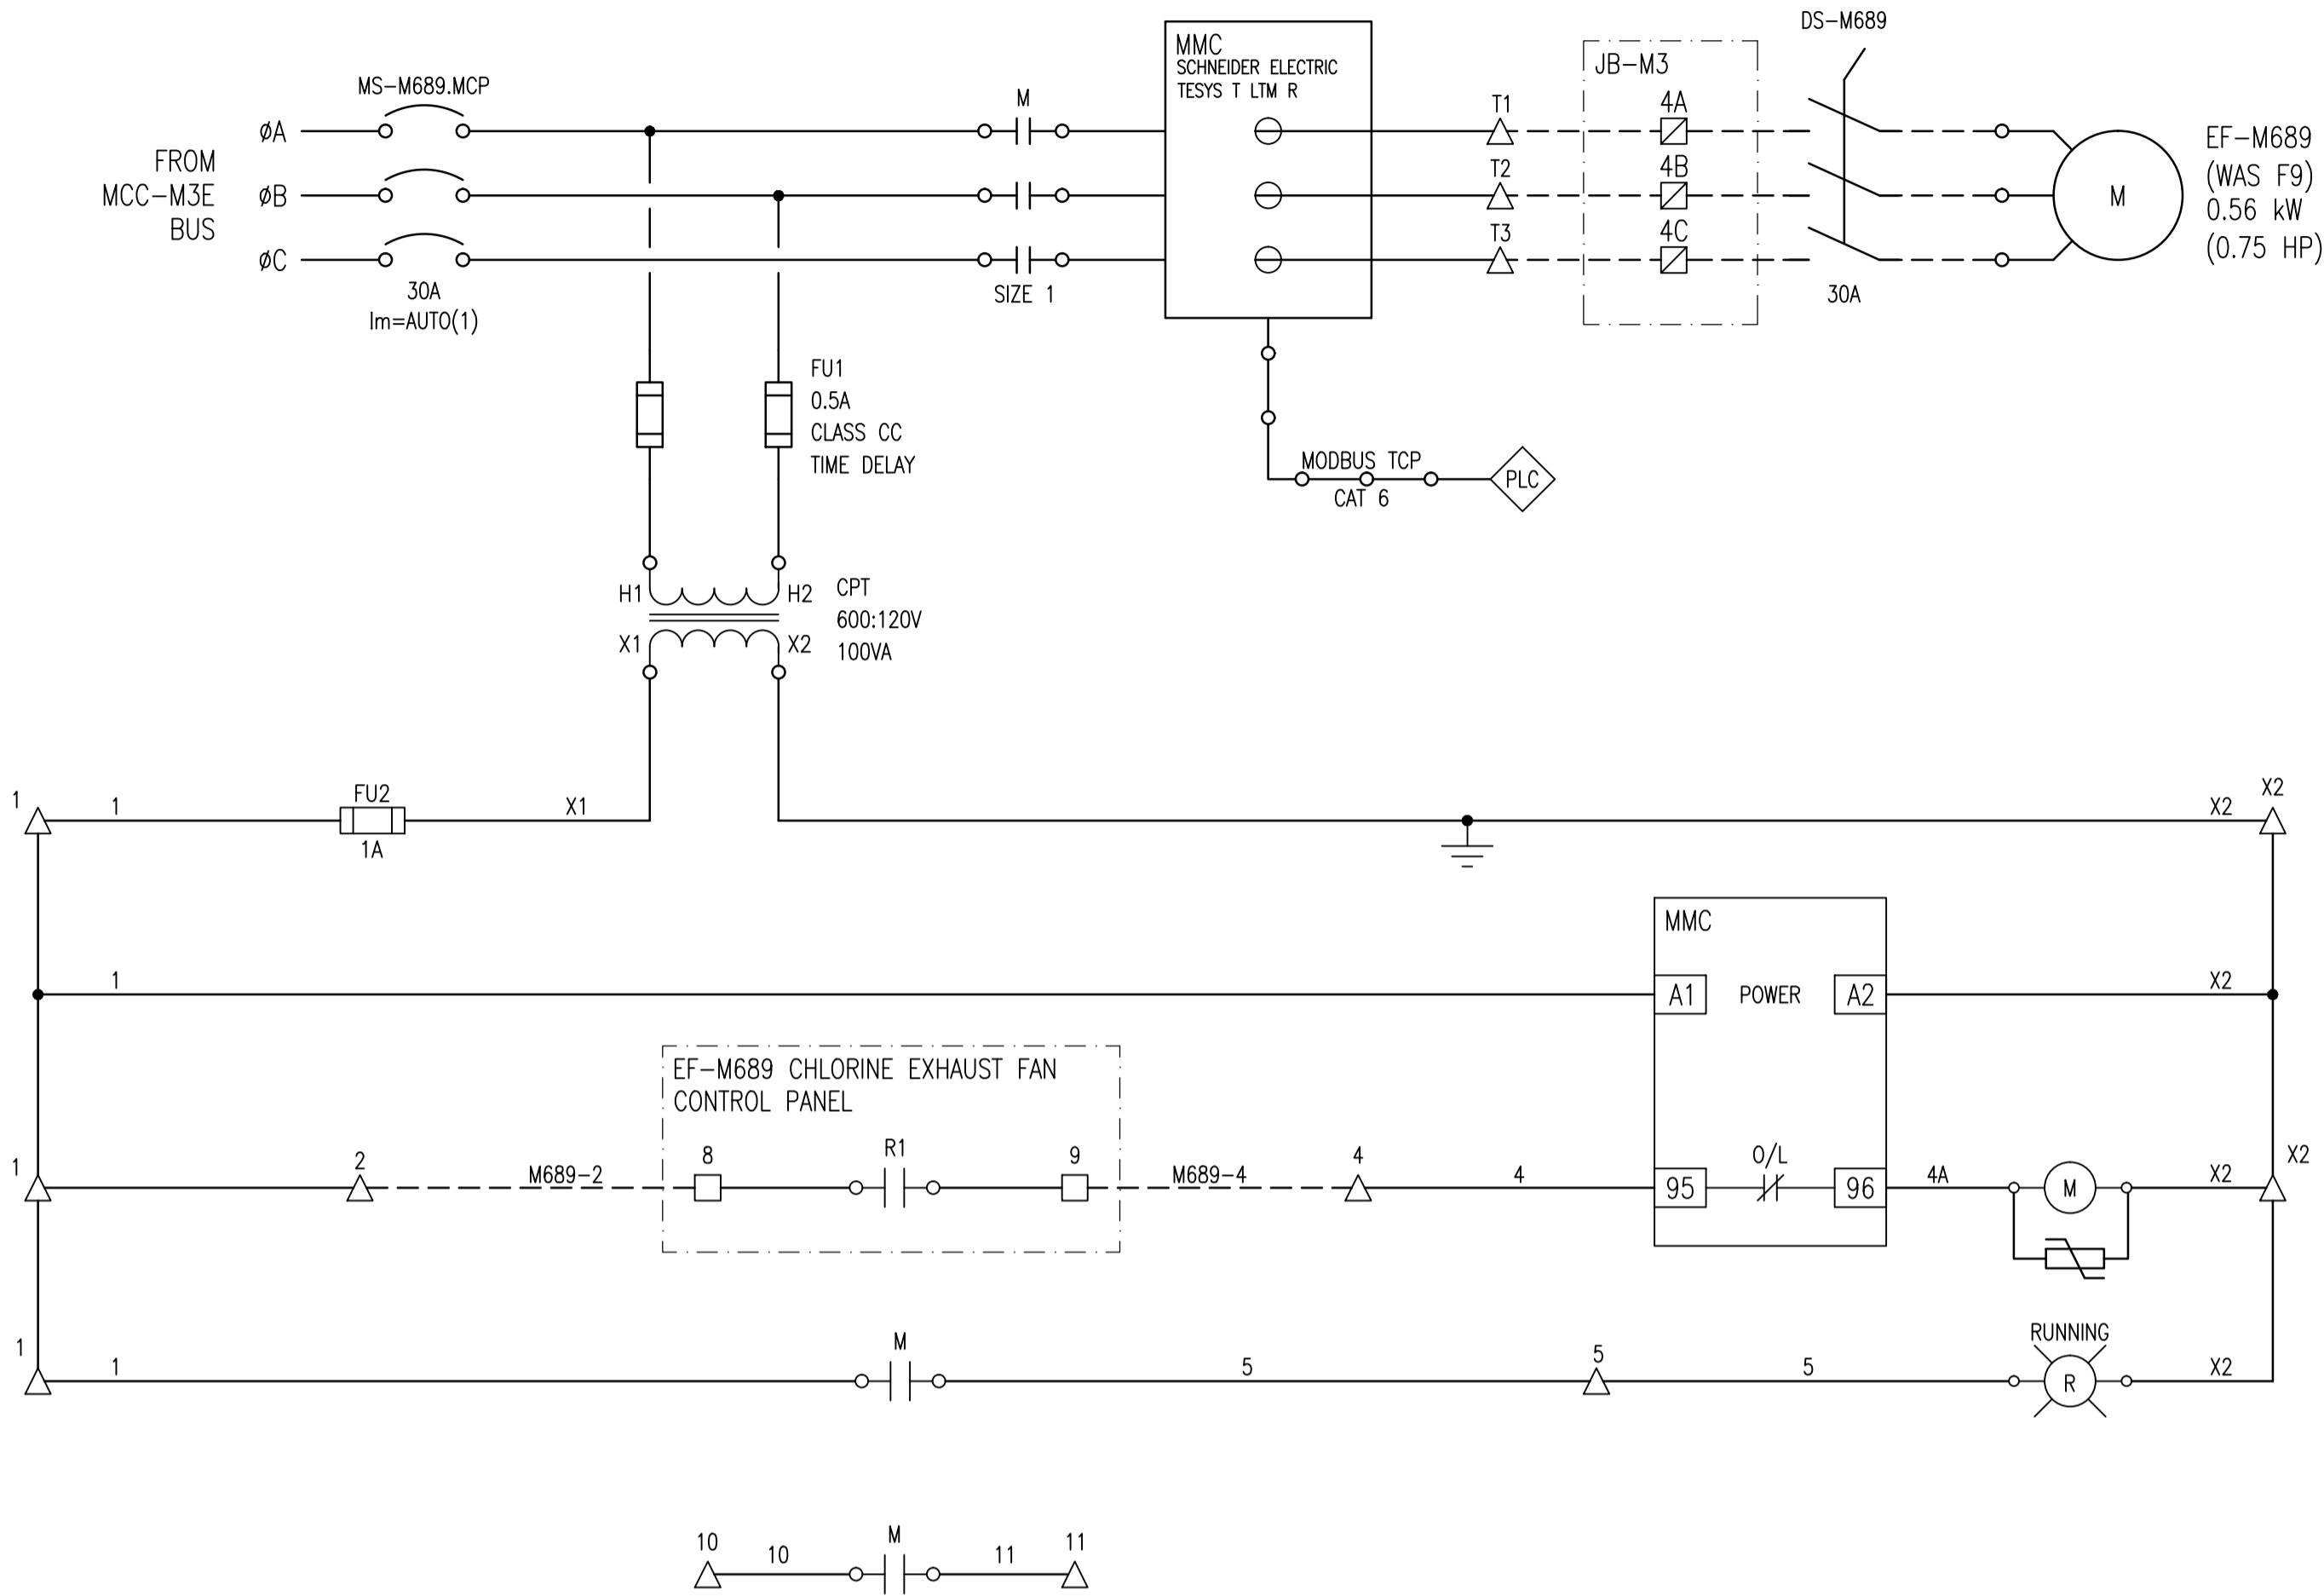 DS-M689
MS-M689.MCP
M
MMC
SCHNEIDER ELECTRIC
TESYS T LTM R
JB-M3
FROM
MCC-M3E
BUS
ØA
ØB
ØC
30A
Im=AUTO(1)
SIZE 1
T1
T2
T3
4A
4B
4C
30A
M
EF-M689
(WAS F9)
0.56 kW
(0.75 HP)
FU1
0.5A
CLASS CC
TIME DELAY
MODBUS TCP
CAT 6
PLC
H1
H2
X1
X2
CPT
600:120V
100VA
1
1
FU2
1A
X1
X2
X2
1
MMC
A1
POWER
A2
X2
EF-M689 CHLORINE EXHAUST FAN
CONTROL PANEL
1
2
M689-2
8
R1
9
M689-4
4
4
95
O/L
96
4A
M
X2
X2
1
1
M
5
5
5
RUNNING
R
X2
10
10
M
11
11